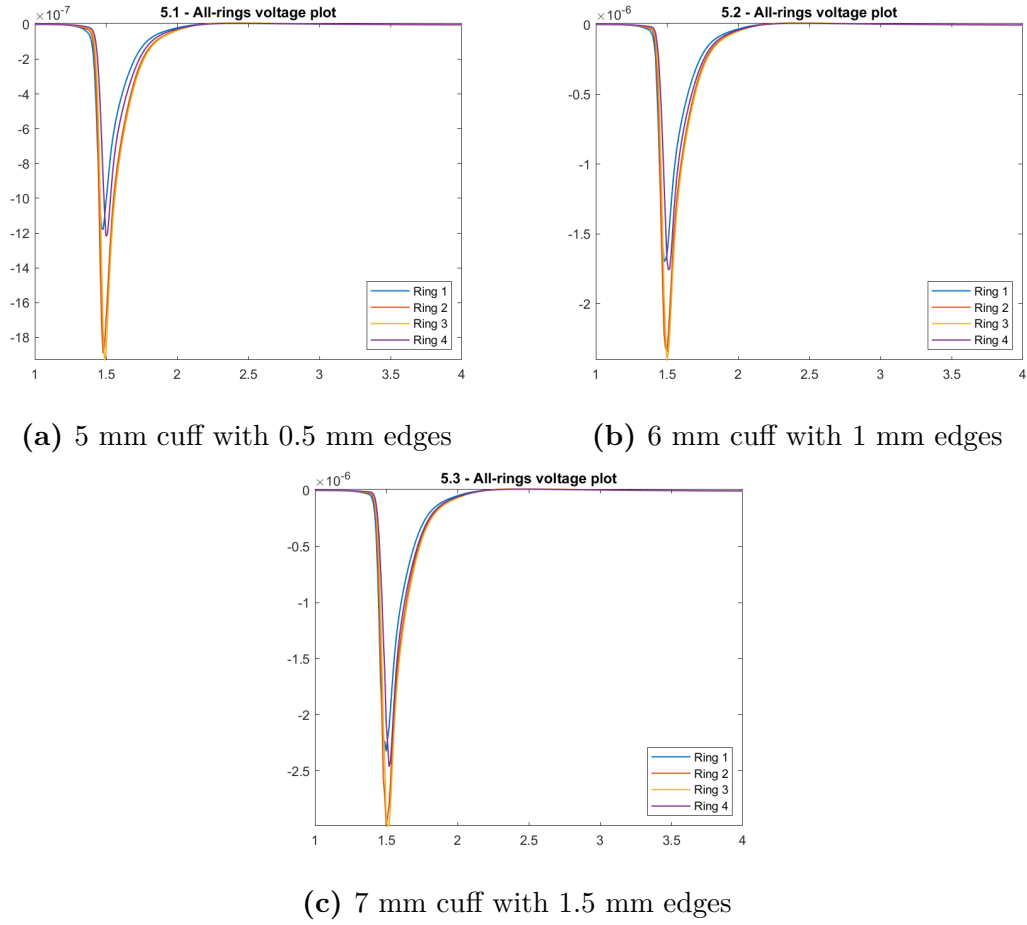 ×10⁻⁷
5.1 - All-rings voltage plot
0
-2
-4
-6
-8
-10
-12
-14
-16
-18
1
1.5
2
2.5
3
3.5
4
Ring 1
Ring 2
Ring 3
Ring 4
(a) 5 mm cuff with 0.5 mm edges
×10⁻⁶
5.2 - All-rings voltage plot
0
-0.5
-1
-1.5
-2
1
1.5
2
2.5
3
3.5
4
Ring 1
Ring 2
Ring 3
Ring 4
(b) 6 mm cuff with 1 mm edges
×10⁻⁶
5.3 - All-rings voltage plot
0
-0.5
-1
-1.5
-2
-2.5
1
1.5
2
2.5
3
3.5
4
Ring 1
Ring 2
Ring 3
Ring 4
(c) 7 mm cuff with 1.5 mm edges